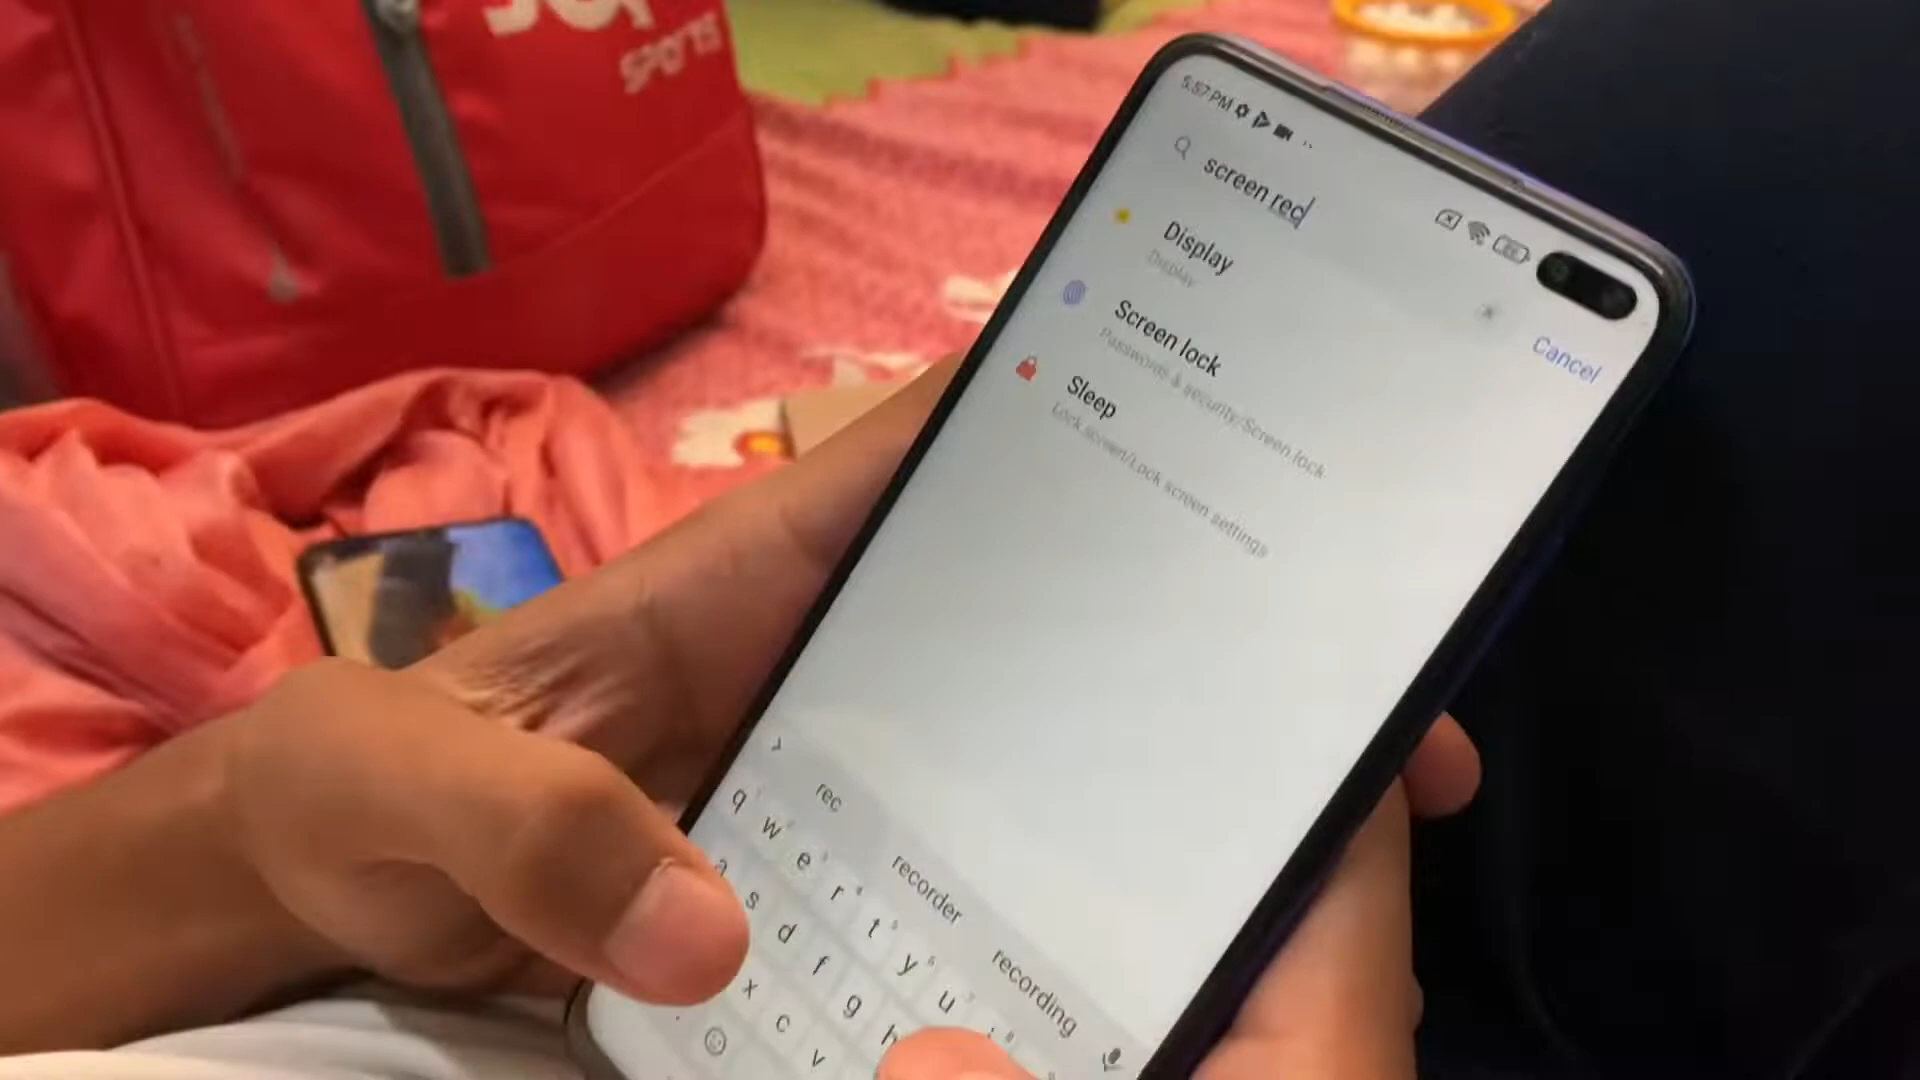 SPORTS
5:57 PM
screen rec
Display
Display
Cancel
Screen lock
Passwords & security/Screen lock
Sleep
Lock screen/Lock screen settings
rec
recorder
recording
q w e r t y u
a s d f g h
x c v